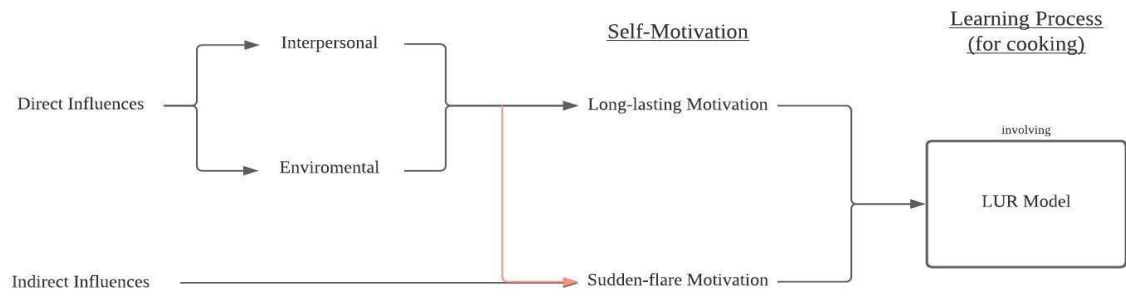 Self-Motivation
Learning Process
(for cooking)
Interpersonal
Direct Influences
Long-lasting Motivation
involving
Enviromental
LUR Model
Indirect Influences
Sudden-flare Motivation